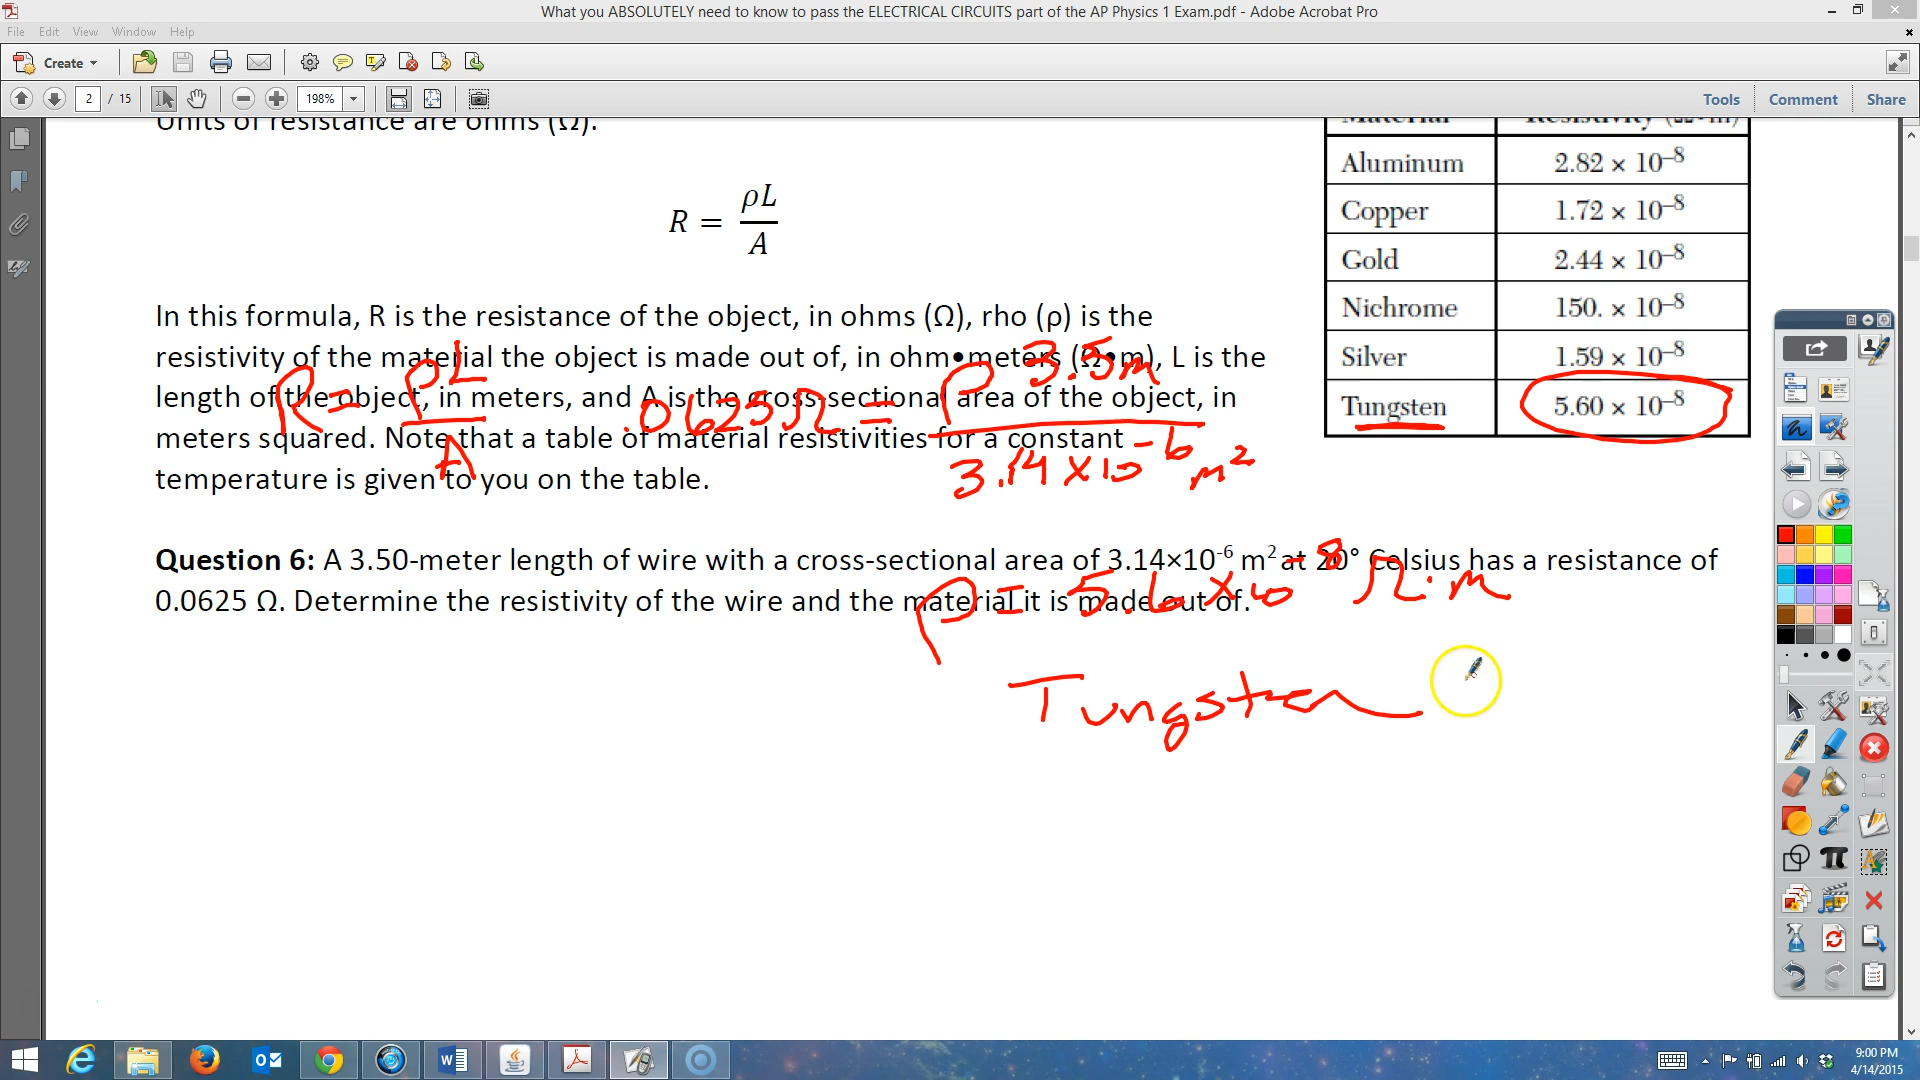 What you ABSOLUTELY need to know to pass the ELECTRICAL CIRCUITS part of the AP Physics 1 Exam.pdf - Adobe Acrobat Pro
File Edit View Window Help
Create
2 / 15 198% Tools Comment Share
Units of resistance are ohms (Ω).
R = ρL / A
In this formula, R is the resistance of the object, in ohms (Ω), rho (ρ) is the
resistivity of the material the object is made out of, in ohm•meters (Ω•m), L is the
length of the object, in meters, and A is the cross-sectional area of the object, in
meters squared. Note that a table of material resistivities for a constant
temperature is given to you on the table.
Material Resistivity (Ω•m)
Aluminum 2.82 × 10⁻⁸
Copper 1.72 × 10⁻⁸
Gold 2.44 × 10⁻⁸
Nichrome 150. × 10⁻⁸
Silver 1.59 × 10⁻⁸
Tungsten 5.60 × 10⁻⁸
R = ρL / A
.0625 Ω = ρ 3.5m / 3.14 × 10⁻⁶ m²
Question 6: A 3.50-meter length of wire with a cross-sectional area of 3.14×10⁻⁶ m² at 20° Celsius has a resistance of
0.0625 Ω. Determine the resistivity of the wire and the material it is made out of.
ρ = 5.6 × 10⁻⁸ Ω·m
Tungsten
9:00 PM
4/14/2015